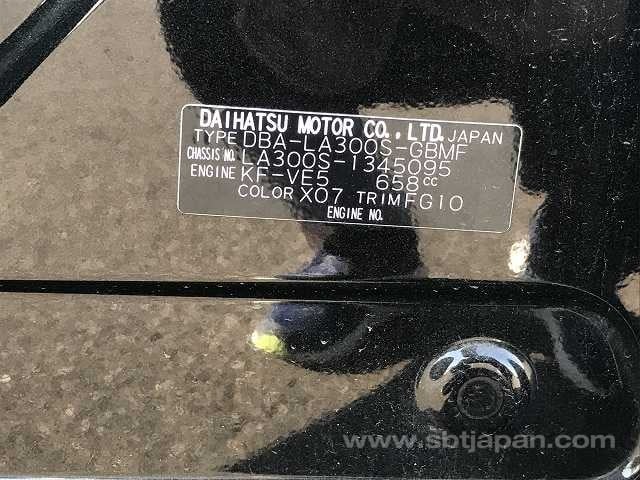 DAIHATSU MOTOR CO., LTD. JAPAN
TYPE DBA-LA300S-GBMF
CHASSIS NO. LA300S-1345095
ENGINE KF-VE5 658cc
COLOR X07 TRIM FG10
ENGINE NO.
www.sbtjapan.com